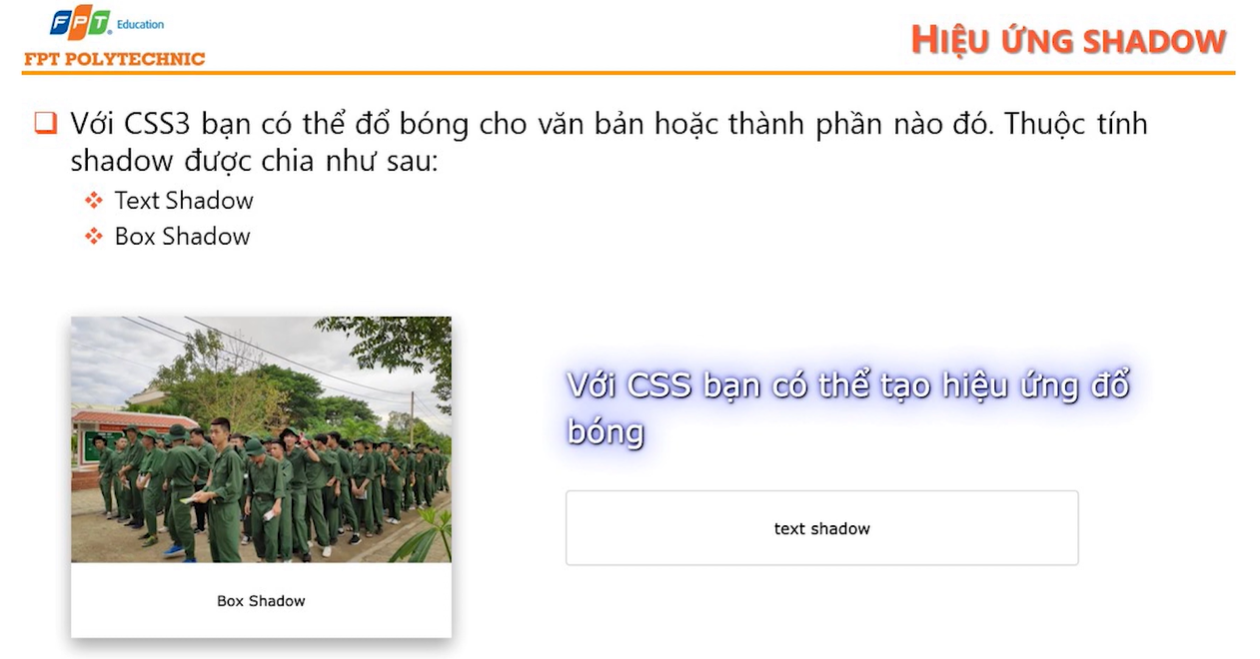 FPT Education
FPT POLYTECHNIC
HIỆU ỨNG SHADOW
Với CSS3 bạn có thể đổ bóng cho văn bản hoặc thành phần nào đó. Thuộc tính
shadow được chia như sau:
Text Shadow
Box Shadow
Với CSS bạn có thể tạo hiệu ứng đổ
bóng
text shadow
Box Shadow